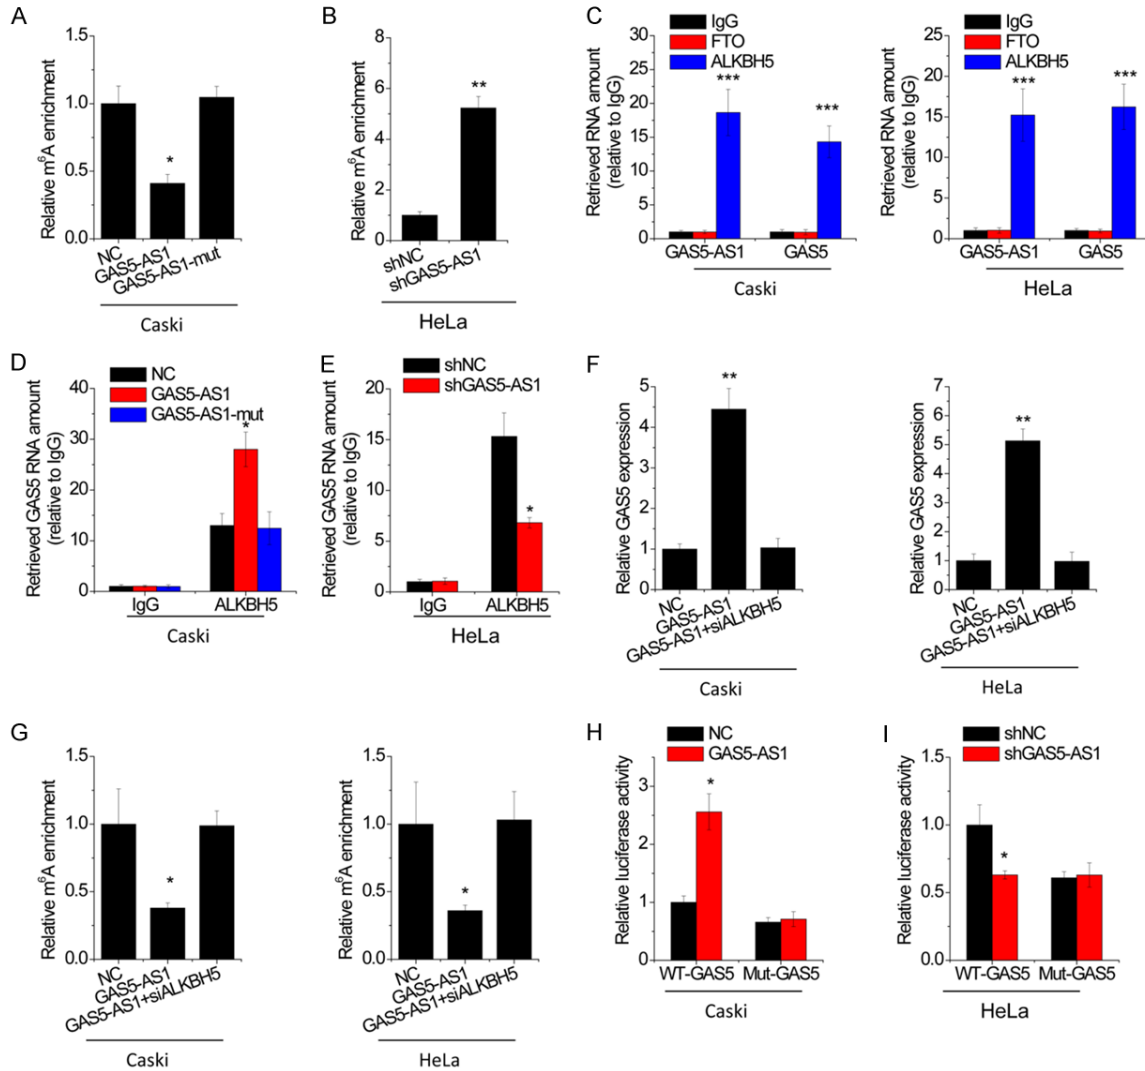 A
Relative m⁶A enrichment
1.5
1.0
0.5
0.0
*
NC
GAS5-AS1
GAS5-AS1-mut
Caski
B
Relative m⁶A enrichment
8
6
4
2
0
**
shNC
shGAS5-AS1
HeLa
C
IgG
FTO
ALKBH5
Retrieved RNA amount
(relative to IgG)
30
25
20
15
10
5
0
***
***
GAS5-AS1
GAS5
Caski
IgG
FTO
ALKBH5
Retrieved RNA amount
(relative to IgG)
25
20
15
10
5
0
***
***
GAS5-AS1
GAS5
HeLa
D
NC
GAS5-AS1
GAS5-AS1-mut
Retrieved GAS5 RNA amount
(relative to IgG)
40
30
20
10
0
*
IgG
ALKBH5
Caski
E
shNC
shGAS5-AS1
Retrieved GAS5 RNA amount
(relative to IgG)
20
15
10
5
0
*
IgG
ALKBH5
HeLa
F
Relative GAS5 expression
5
4
3
2
1
0
**
NC
GAS5-AS1
GAS5-AS1+siALKBH5
Caski
Relative GAS5 expression
7
6
5
4
3
2
1
0
**
NC
GAS5-AS1
GAS5-AS1+siALKBH5
HeLa
G
Relative m⁶A enrichment
1.5
1.0
0.5
0.0
*
NC
GAS5-AS1
GAS5-AS1+siALKBH5
Caski
Relative m⁶A enrichment
1.5
1.0
0.5
0.0
*
NC
GAS5-AS1
GAS5-AS1+siALKBH5
HeLa
H
NC
GAS5-AS1
Relative luciferase activity
3
2
1
0
*
WT-GAS5
Mut-GAS5
Caski
I
shNC
shGAS5-AS1
Relative luciferase activity
1.5
1.0
0.5
0.0
*
WT-GAS5
Mut-GAS5
HeLa